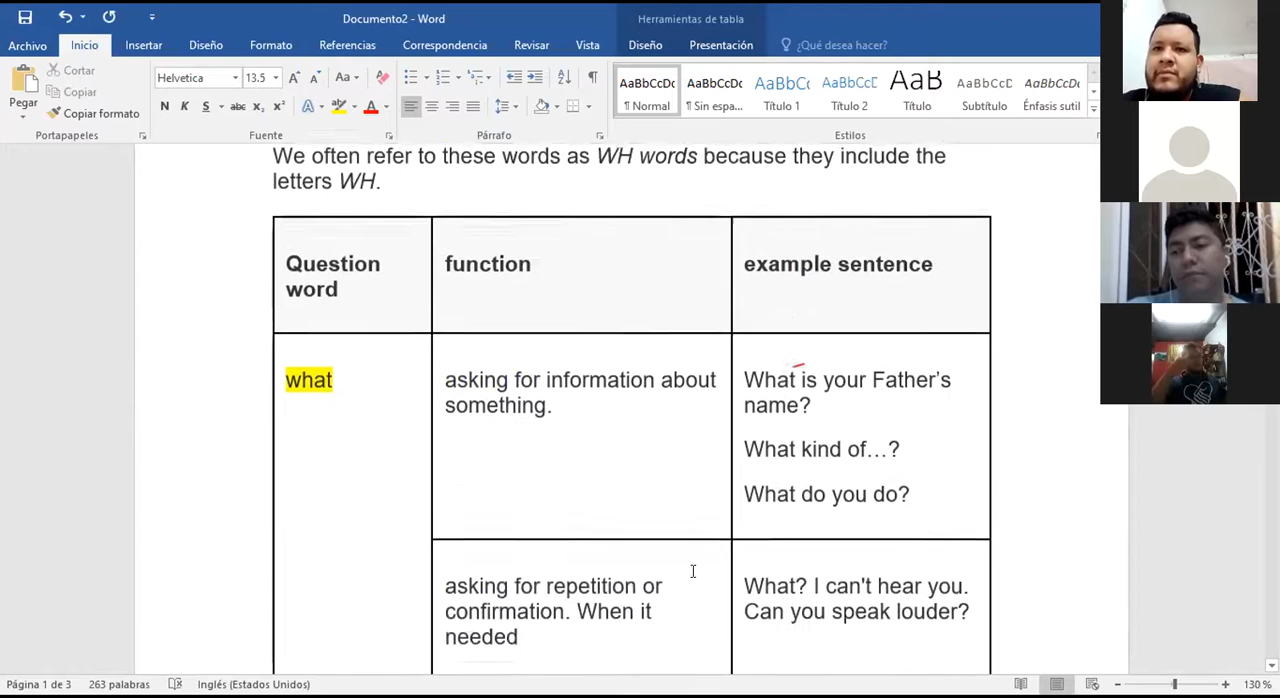 Documento2 - Word
Herramientas de tabla
Archivo
Inicio
Insertar
Diseño
Formato
Referencias
Correspondencia
Revisar
Vista
Diseño
Presentación
¿Qué desea hacer?
Pegar
Cortar
Copiar
Copiar formato
Portapapeles
Helvetica
13.5
Aa
N K S abc x₂ x²
A
Fuente
Párrafo
AaBbCcDc
¶ Normal
AaBbCcDc
¶ Sin espa...
AaBbCc
Título 1
AaBbCcD
Título 2
AaB
Título
AaBbCcD
Subtítulo
AaBbCcDc
Énfasis sutil
Estilos
We often refer to these words as WH words because they include the
letters WH.
Question
word
function
example sentence
what
asking for information about
something.
What is your Father’s
name?
What kind of…?
What do you do?
asking for repetition or
confirmation. When it
needed
What? I can't hear you.
Can you speak louder?
Página 1 de 3
263 palabras
Inglés (Estados Unidos)
130 %